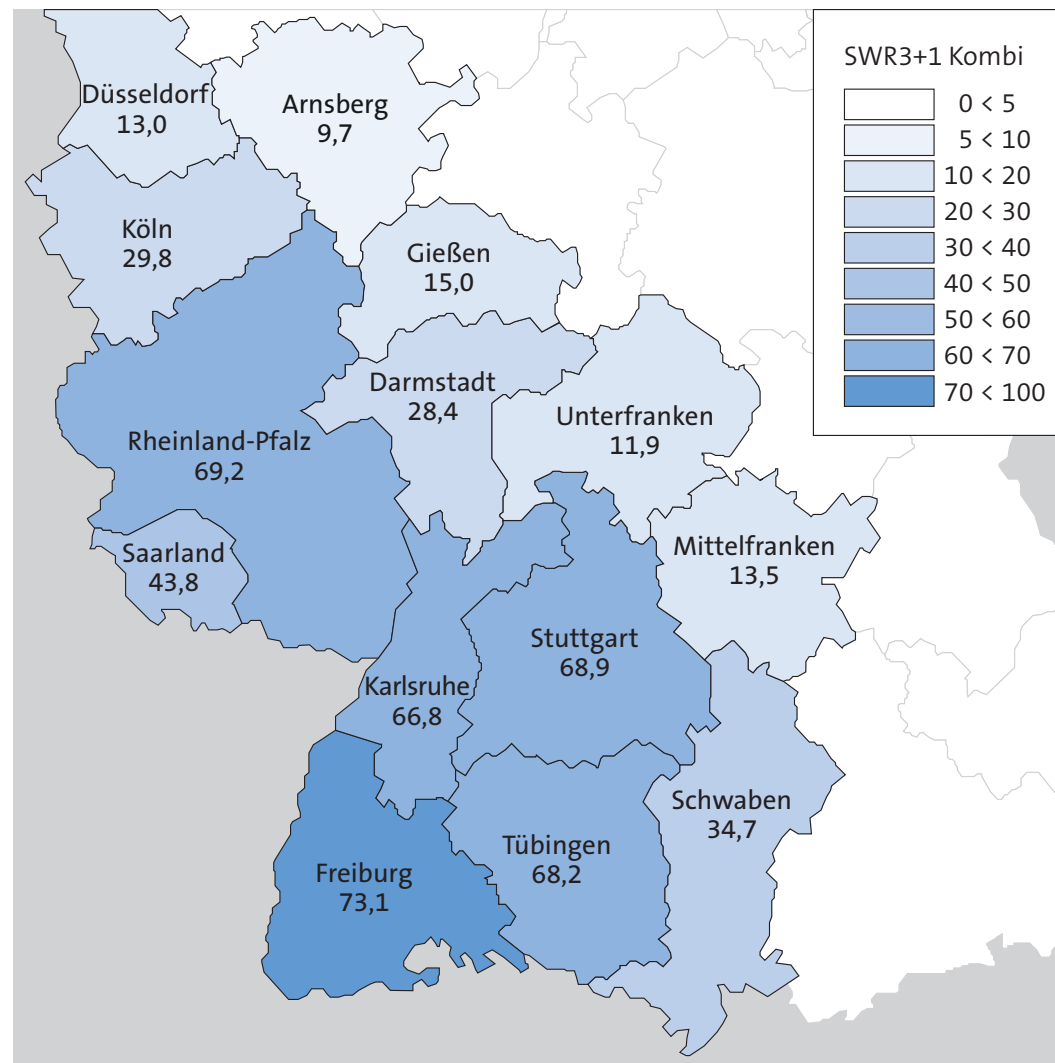 Düsseldorf
13,0
Arnsberg
9,7
Köln
29,8
Gießen
15,0
Darmstadt
28,4
Unterfranken
11,9
Rheinland-Pfalz
69,2
Saarland
43,8
Mittelfranken
13,5
Stuttgart
68,9
Karlsruhe
66,8
Schwaben
34,7
Tübingen
68,2
Freiburg
73,1
SWR3+1 Kombi
0 < 5
5 < 10
10 < 20
20 < 30
30 < 40
40 < 50
50 < 60
60 < 70
70 < 100